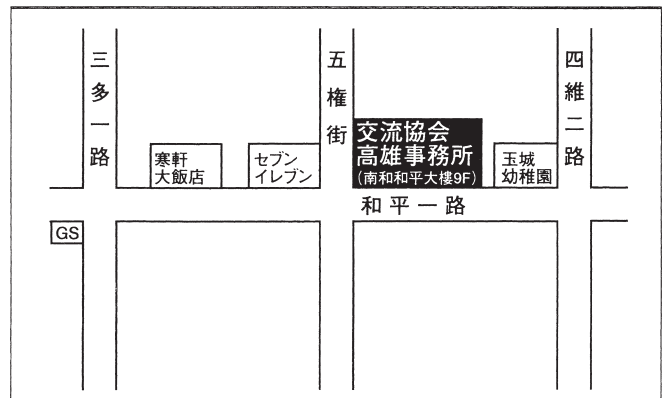 三多一路
五権街
四維二路
寒軒
大飯店
セブン
イレブン
交流協会
高雄事務所
(南和和平大樓9F)
玉城
幼稚園
和平一路
GS